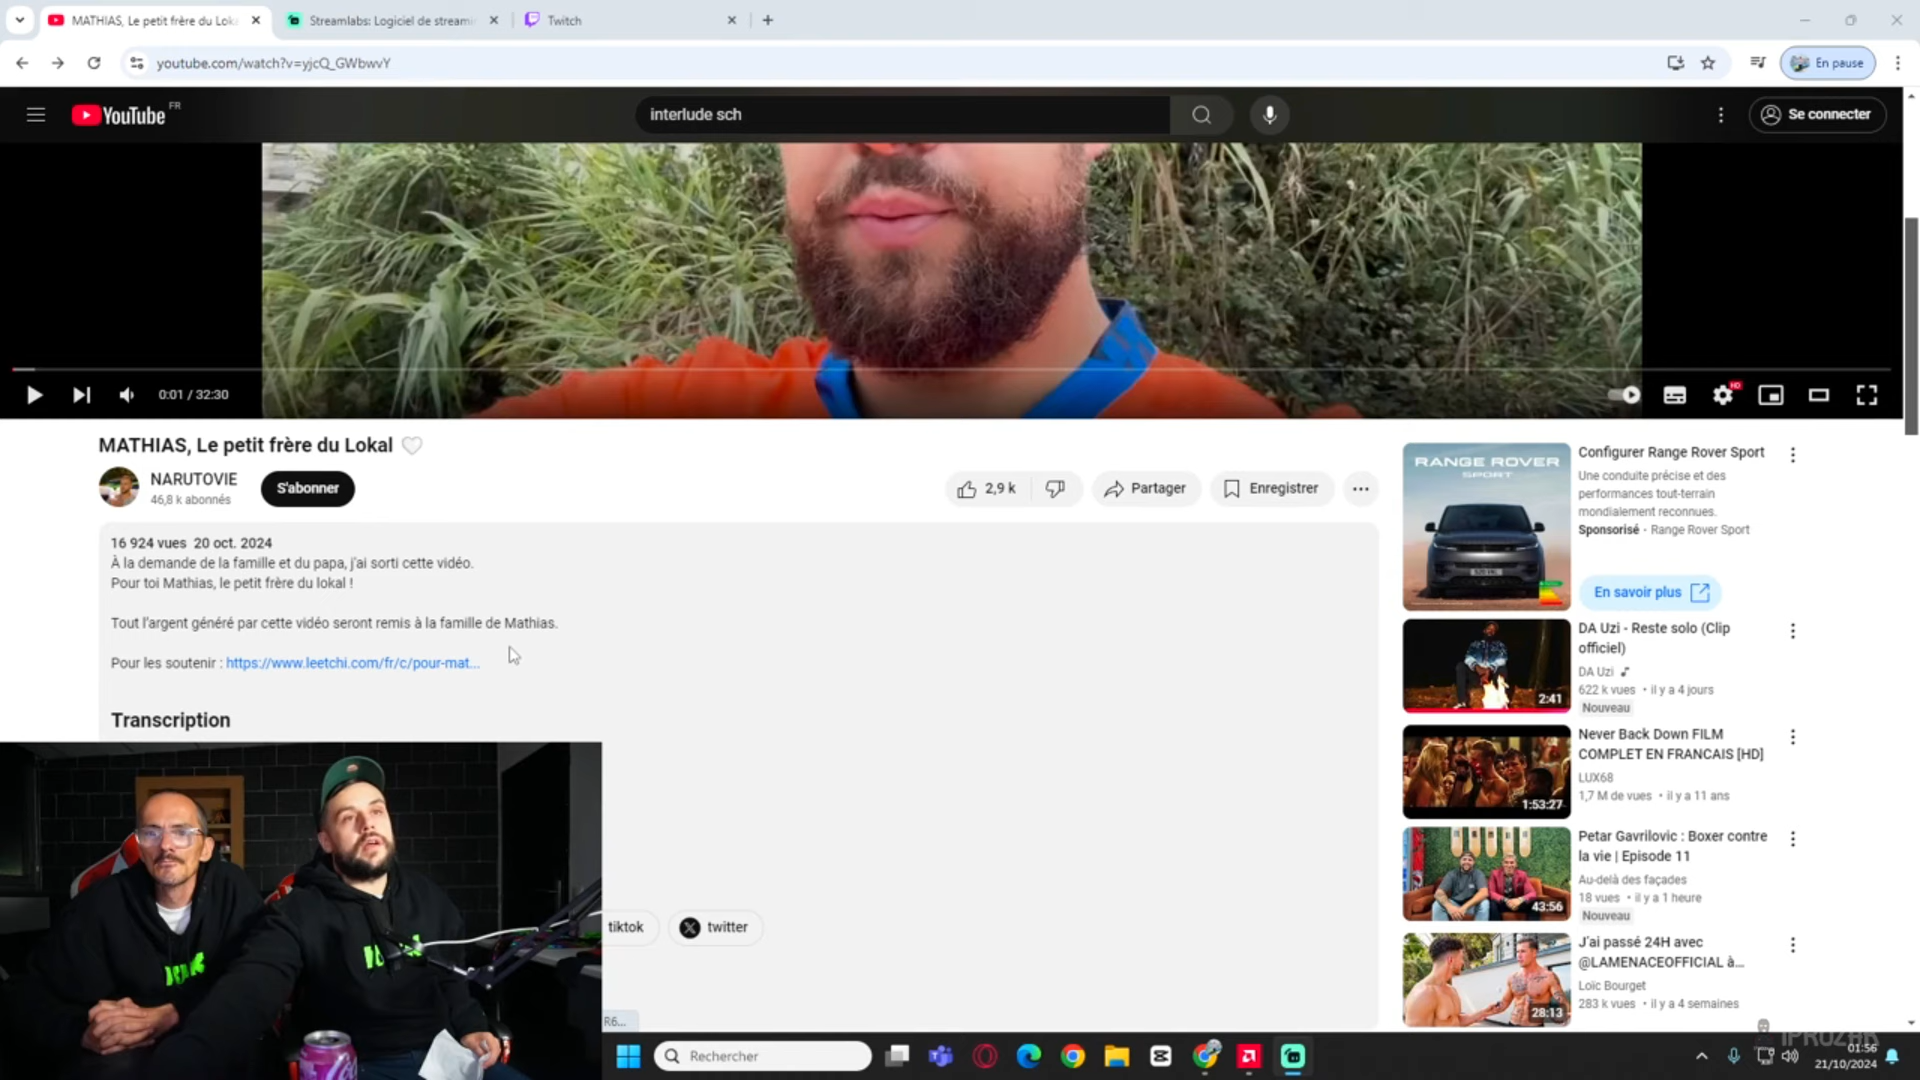 MATHIAS, Le petit frère du Lok
Streamlabs: Logiciel de streami
Twitch
youtube.com/watch?v=yjcQ_GWbwvY
En pause
YouTube FR
interlude sch
Se connecter
0:01 / 32:30
HD
MATHIAS, Le petit frère du Lokal
NARUTOVIE
46,8 k abonnés
S'abonner
2,9 k
Partager
Enregistrer
16 924 vues 20 oct. 2024
À la demande de la famille et du papa, j'ai sorti cette vidéo.
Pour toi Mathias, le petit frère du lokal !
Tout l'argent généré par cette vidéo seront remis à la famille de Mathias.
Pour les soutenir : https://www.leetchi.com/fr/c/pour-mat...
Transcription
tiktok
twitter
R6...
RANGE ROVER
SPORT
Configurer Range Rover Sport
Une conduite précise et des
performances tout-terrain
mondialement reconnues.
Sponsorisé · Range Rover Sport
En savoir plus
2:41
DA Uzi - Reste solo (Clip
officiel)
DA Uzi
622 k vues • il y a 4 jours
Nouveau
1:53:27
Never Back Down FILM
COMPLET EN FRANCAIS [HD]
LUX68
1,7 M de vues • il y a 11 ans
43:56
Petar Gavrilovic : Boxer contre
la vie | Episode 11
Au-delà des façades
18 vues • il y a 1 heure
Nouveau
28:13
J'ai passé 24H avec
@LAMENACEOFFICIAL à...
Loïc Bourget
283 k vues • il y a 4 semaines
IPROZHK
Rechercher
01:56
21/10/2024